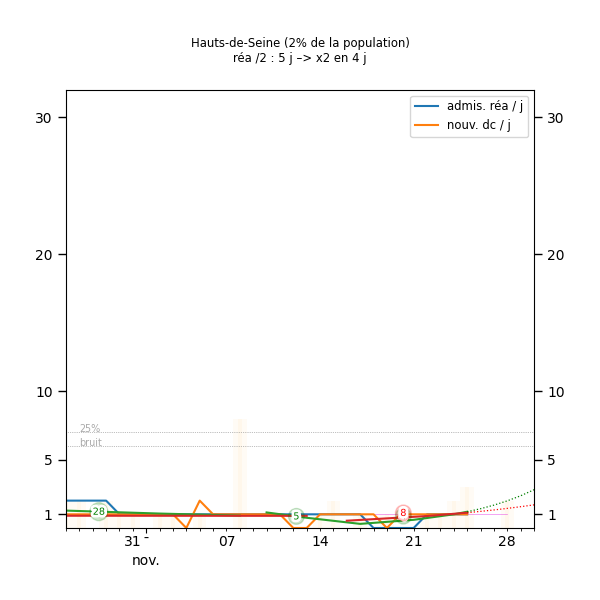 Hauts-de-Seine (2% de la population)
réa /2 : 5 j –> x2 en 4 j
admis. réa / j
nouv. dc / j
30 30
20 20
10 10
25%
bruit
5 5
28 5 8
1 1
31 - 07 14 21 28
nov.